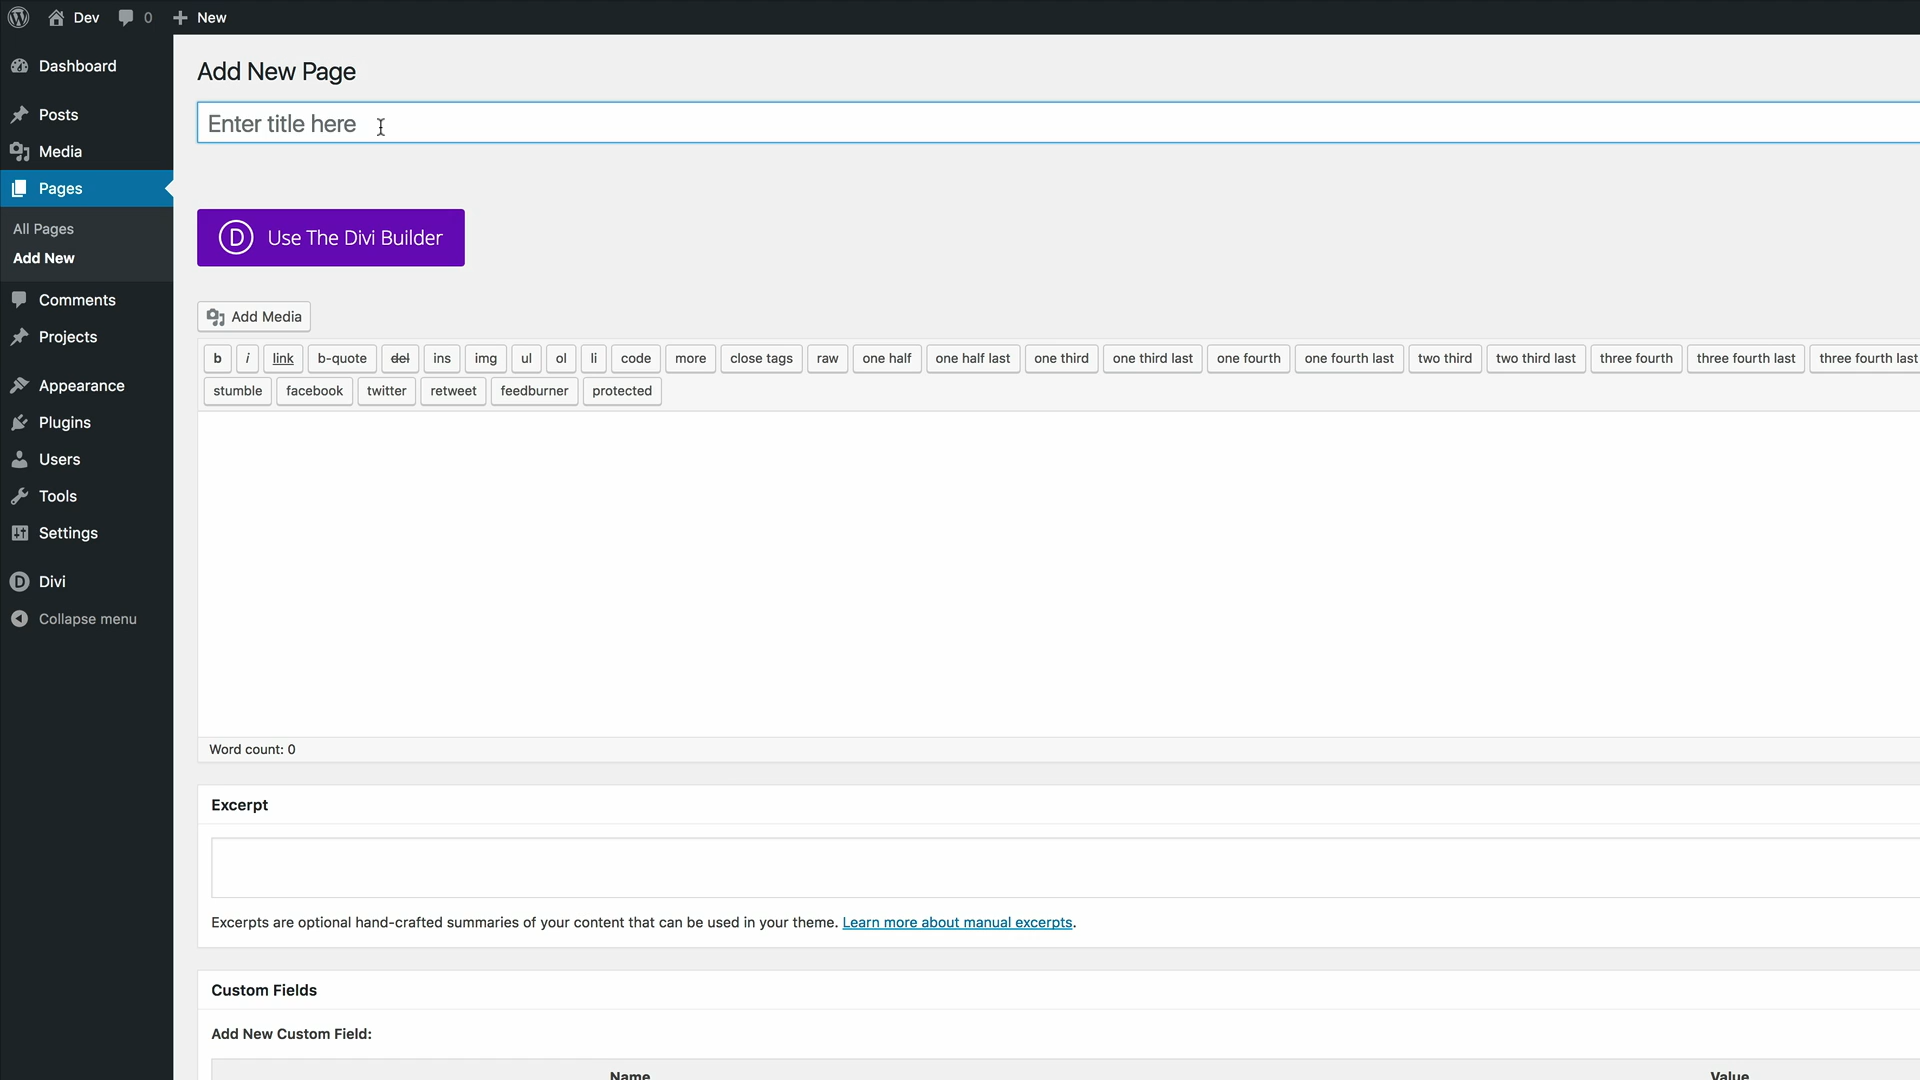 Dev 0 New
Dashboard
Posts
Media
Pages
All Pages
Add New
Comments
Projects
Appearance
Plugins
Users
Tools
Settings
D Divi
Collapse menu
Add New Page
Enter title here
D Use The Divi Builder
Add Media
b i link b-quote del ins img ul ol li code more close tags raw one half one half last one third one third last one fourth one fourth last two third two third last three fourth three fourth last three fourth last
stumble facebook twitter retweet feedburner protected
Word count: 0
Excerpt
Excerpts are optional hand-crafted summaries of your content that can be used in your theme. Learn more about manual excerpts.
Custom Fields
Add New Custom Field:
Name Value